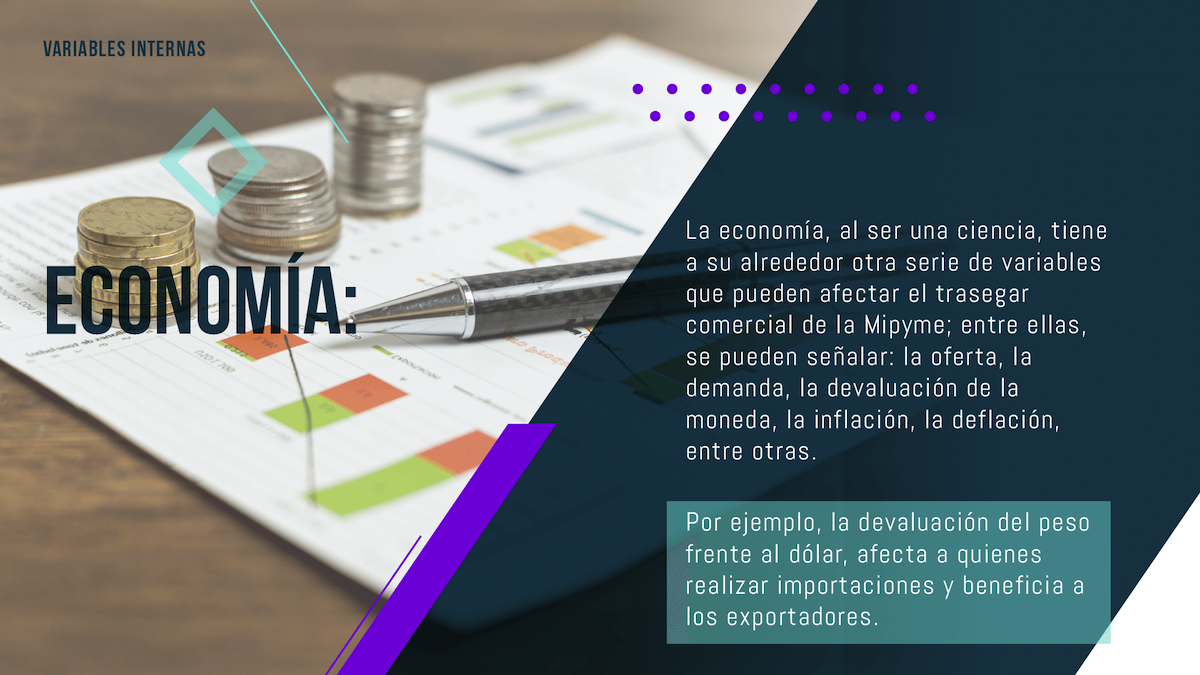 VARIABLES INTERNAS
ECONOMÍA:
La economía, al ser una ciencia, tiene
a su alrededor otra serie de variables
que pueden afectar el trasegar
comercial de la Mipyme; entre ellas,
se pueden señalar: la oferta, la
demanda, la devaluación de la
moneda, la inflación, la deflación,
entre otras.
Por ejemplo, la devaluación del peso
frente al dólar, afecta a quienes
realizar importaciones y beneficia a
los exportadores.